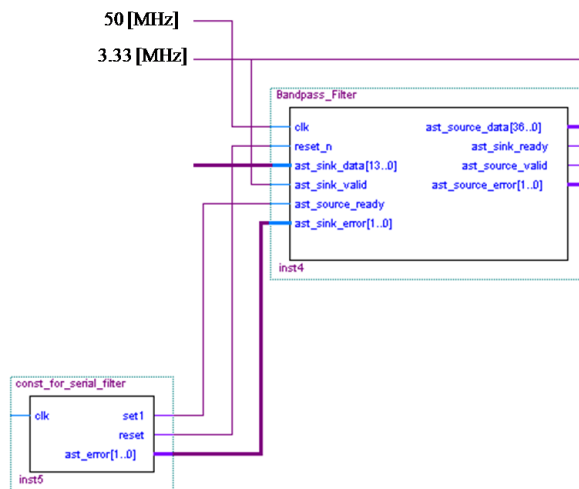 50 [MHz]
3.33 [MHz]
Bandpass_Filter
clk
reset_n
ast_sink_data[13..0]
ast_sink_valid
ast_source_ready
ast_sink_error[1..0]
ast_source_data[36..0]
ast_sink_ready
ast_source_valid
ast_source_error[1..0]
inst4
const_for_serial_filter
clk
set1
reset
ast_error[1..0]
inst5